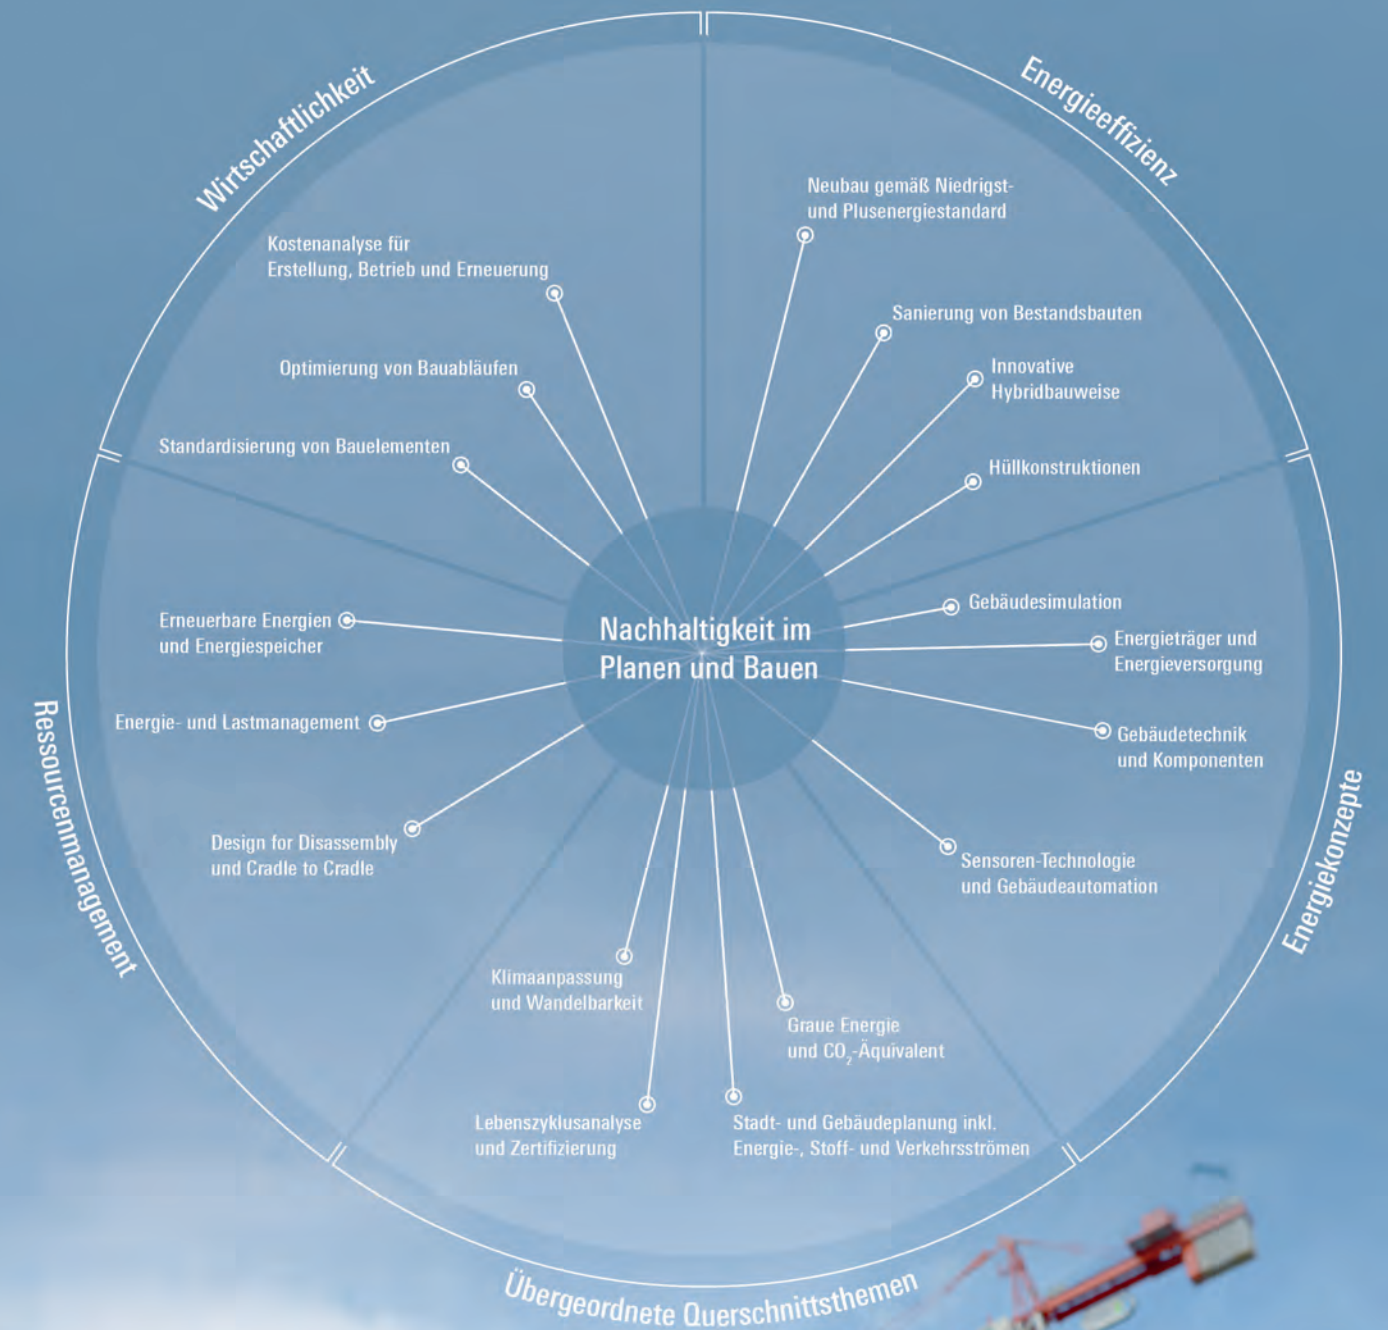 Wirtschaftlichkeit
Energieeffizienz
Neubau gemäß Niedrigst-
und Plusenergiestandard
Kostenanalyse für
Erstellung, Betrieb und Erneuerung
Sanierung von Bestandsbauten
Innovative
Hybridbauweise
Optimierung von Bauabläufen
Standardisierung von Bauelementen
Hüllkonstruktionen
Gebäudesimulation
Nachhaltigkeit im
Planen und Bauen
Erneuerbare Energien
und Energiespeicher
Energieträger und
Energieversorgung
Energie- und Lastmanagement
Gebäudetechnik
und Komponenten
Ressourcenmanagement
Energiekonzepte
Design for Disassembly
und Cradle to Cradle
Sensoren-Technologie
und Gebäudeautomation
Klimaanpassung
und Wandelbarkeit
Graue Energie
und CO₂-Äquivalent
Lebenszyklusanalyse
und Zertifizierung
Stadt- und Gebäudeplanung inkl.
Energie-, Stoff- und Verkehrsströmen
Übergeordnete Querschnittsthemen